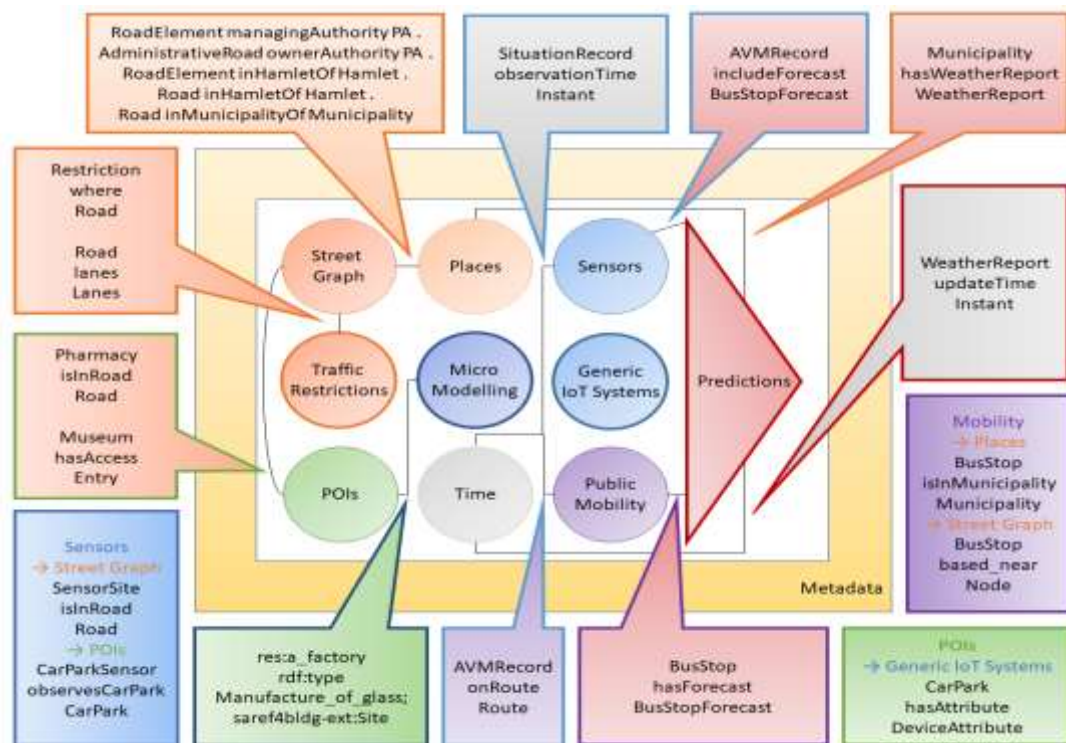 RoadElement managingAuthority PA .
AdministrativeRoad ownerAuthority PA .
RoadElement inHamletOf Hamlet .
Road inHamletOf Hamlet .
Road inMunicipalityOf Municipality
SituationRecord
observationTime
Instant
AVMRecord
includeForecast
BusStopForecast
Municipality
hasWeatherReport
WeatherReport
Restriction
where
Road
Road
lanes
Lanes
Street
Graph
Places
Sensors
WeatherReport
updateTime
Instant
Pharmacy
isInRoad
Road
Museum
hasAccess
Entry
Traffic
Restrictions
Micro
Modelling
Generic
IoT Systems
Predictions
POIs
Time
Public
Mobility
Mobility
→ Places
BusStop
isInMunicipality
Municipality
→ Street Graph
BusStop
based_near
Node
Metadata
Sensors
→ Street Graph
SensorSite
isInRoad
Road
→ POIs
CarParkSensor
observesCarPark
CarPark
res:a_factory
rdf:type
Manufacture_of_glass;
saref4bldg-ext:Site
AVMRecord
onRoute
Route
BusStop
hasForecast
BusStopForecast
POIs
→ Generic IoT Systems
CarPark
hasAttribute
DeviceAttribute